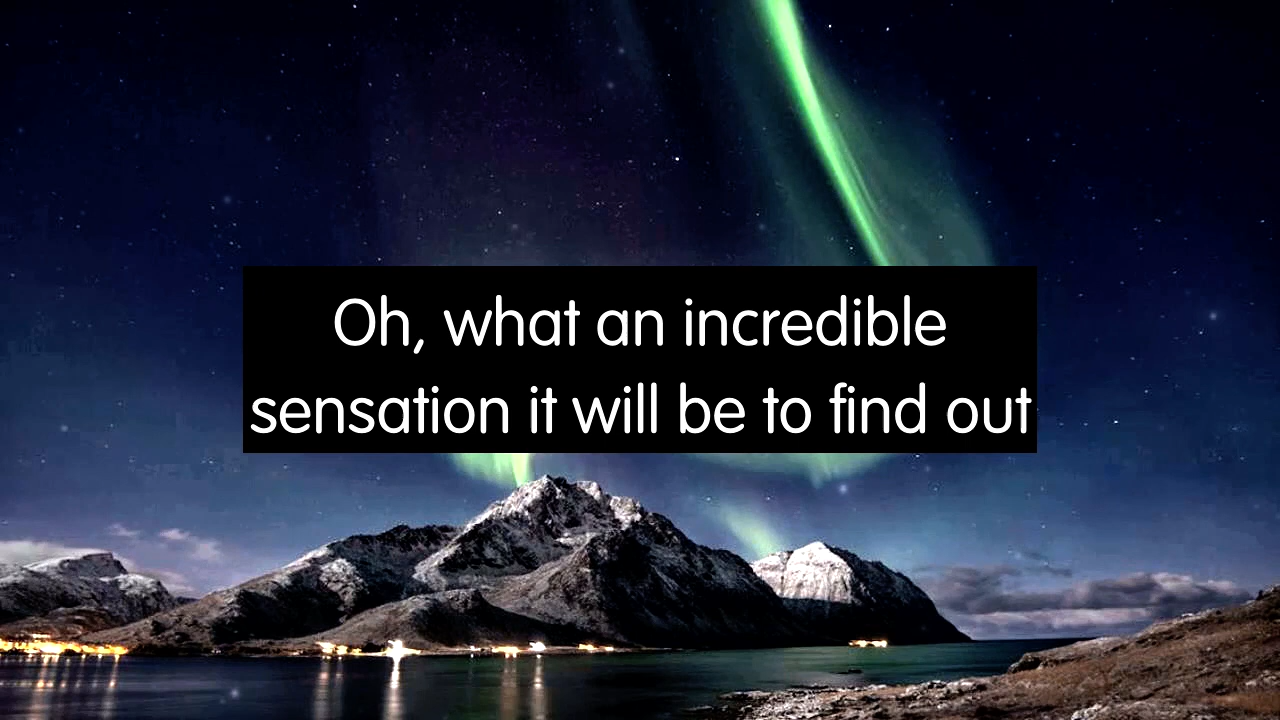 Oh, what an incredible
sensation it will be to find out